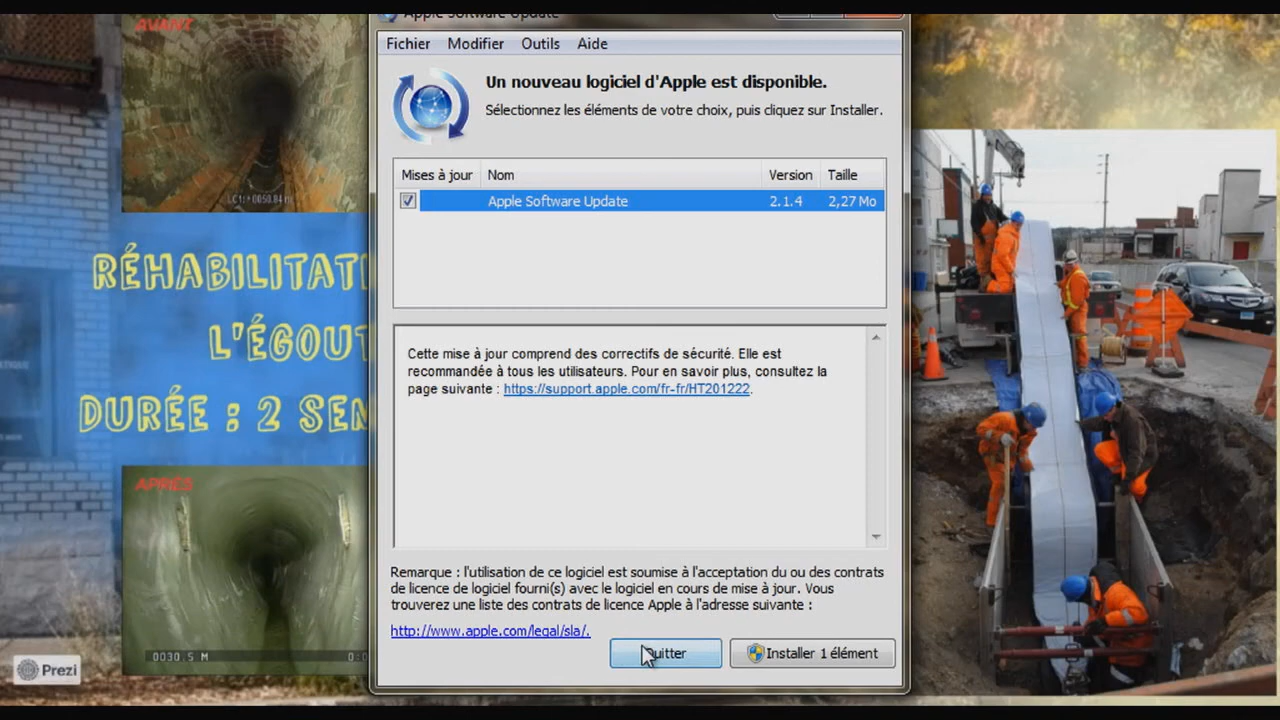 AVANT
LC1:+0050.84 m
RÉHABILITATI
L'ÉGOUT
DURÉE : 2 SEM
APRÈS
0030.5 M
Prezi
Apple Software Update
Fichier Modifier Outils Aide
Un nouveau logiciel d'Apple est disponible.
Sélectionnez les éléments de votre choix, puis cliquez sur Installer.
Mises à jour Nom Version Taille
Apple Software Update 2.1.4 2,27 Mo
Cette mise à jour comprend des correctifs de sécurité. Elle est
recommandée à tous les utilisateurs. Pour en savoir plus, consultez la
page suivante : https://support.apple.com/fr-fr/HT201222.
Remarque : l'utilisation de ce logiciel est soumise à l'acceptation du ou des contrats
de licence de logiciel fourni(s) avec le logiciel en cours de mise à jour. Vous
trouverez une liste des contrats de licence Apple à l'adresse suivante :
http://www.apple.com/legal/sla/.
Quitter Installer 1 élément